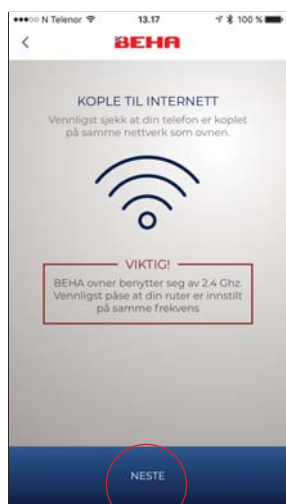 N Telenor 13.17 100 %
BEHA
KOPLE TIL INTERNETT
Vennligst sjekk at din telefon er koplet
på samme nettverk som ovnen.
VIKTIG!
BEHA ovner benytter seg av 2.4 Ghz.
Vennligst påse at din ruter er innstilt
på samme frekvens
NESTE